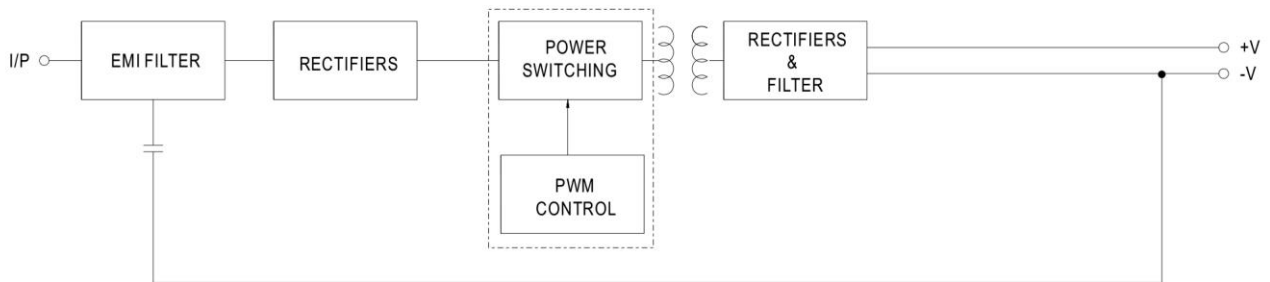 I/P
EMI FILTER
RECTIFIERS
POWER
SWITCHING
PWM
CONTROL
RECTIFIERS
&
FILTER
+V
-V